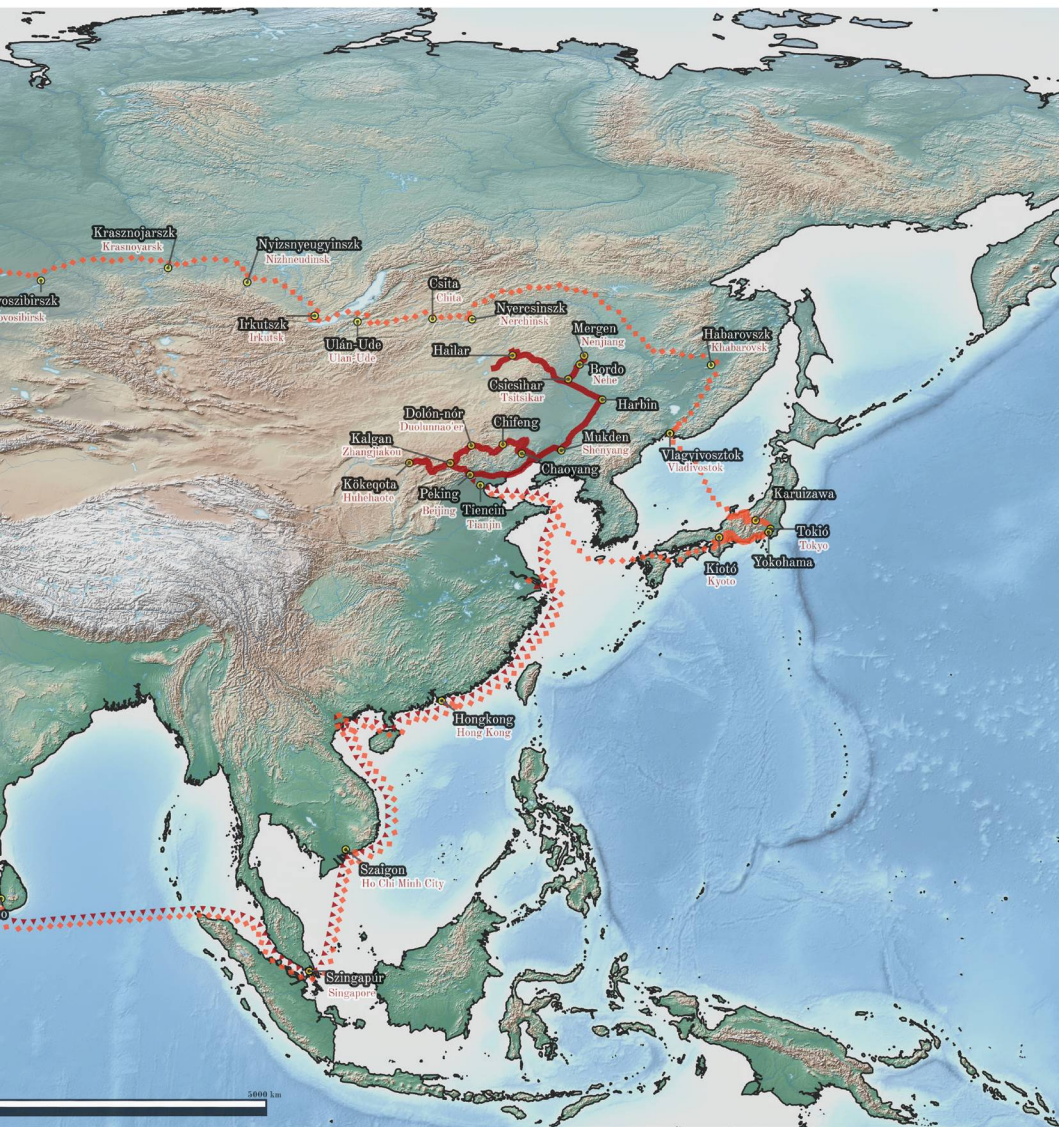 Krasznojarszk
Krasnoyarsk
Nyizsnyeugyinszk
Nizhneudinsk
voszibirszk
ovosibirsk
Irkutszk
Irkutsk
Ulán-Ude
Ulan-Ude
Csita
Chita
Nyercsinszk
Nerchinsk
Mergen
Nenjiang
Hailar
Bordo
Nehe
Csicsihar
Tsitsikar
Harbin
Habarovszk
Khabarovsk
Dolón-nór
Duolunnao'er
Chifeng
Kalgan
Zhangjiakou
Mukden
Shenyang
Vlagyivosztok
Vladivostok
Chaoyang
Kökeqota
Huhehaote
Peking
Beijing
Tiencin
Tianjin
Karuizawa
Tokió
Tokyo
Kiotó
Kyoto
Yokohama
Hongkong
Hong Kong
Szaigon
Ho Chi Minh City
o
Szingapúr
Singapore
5000 km